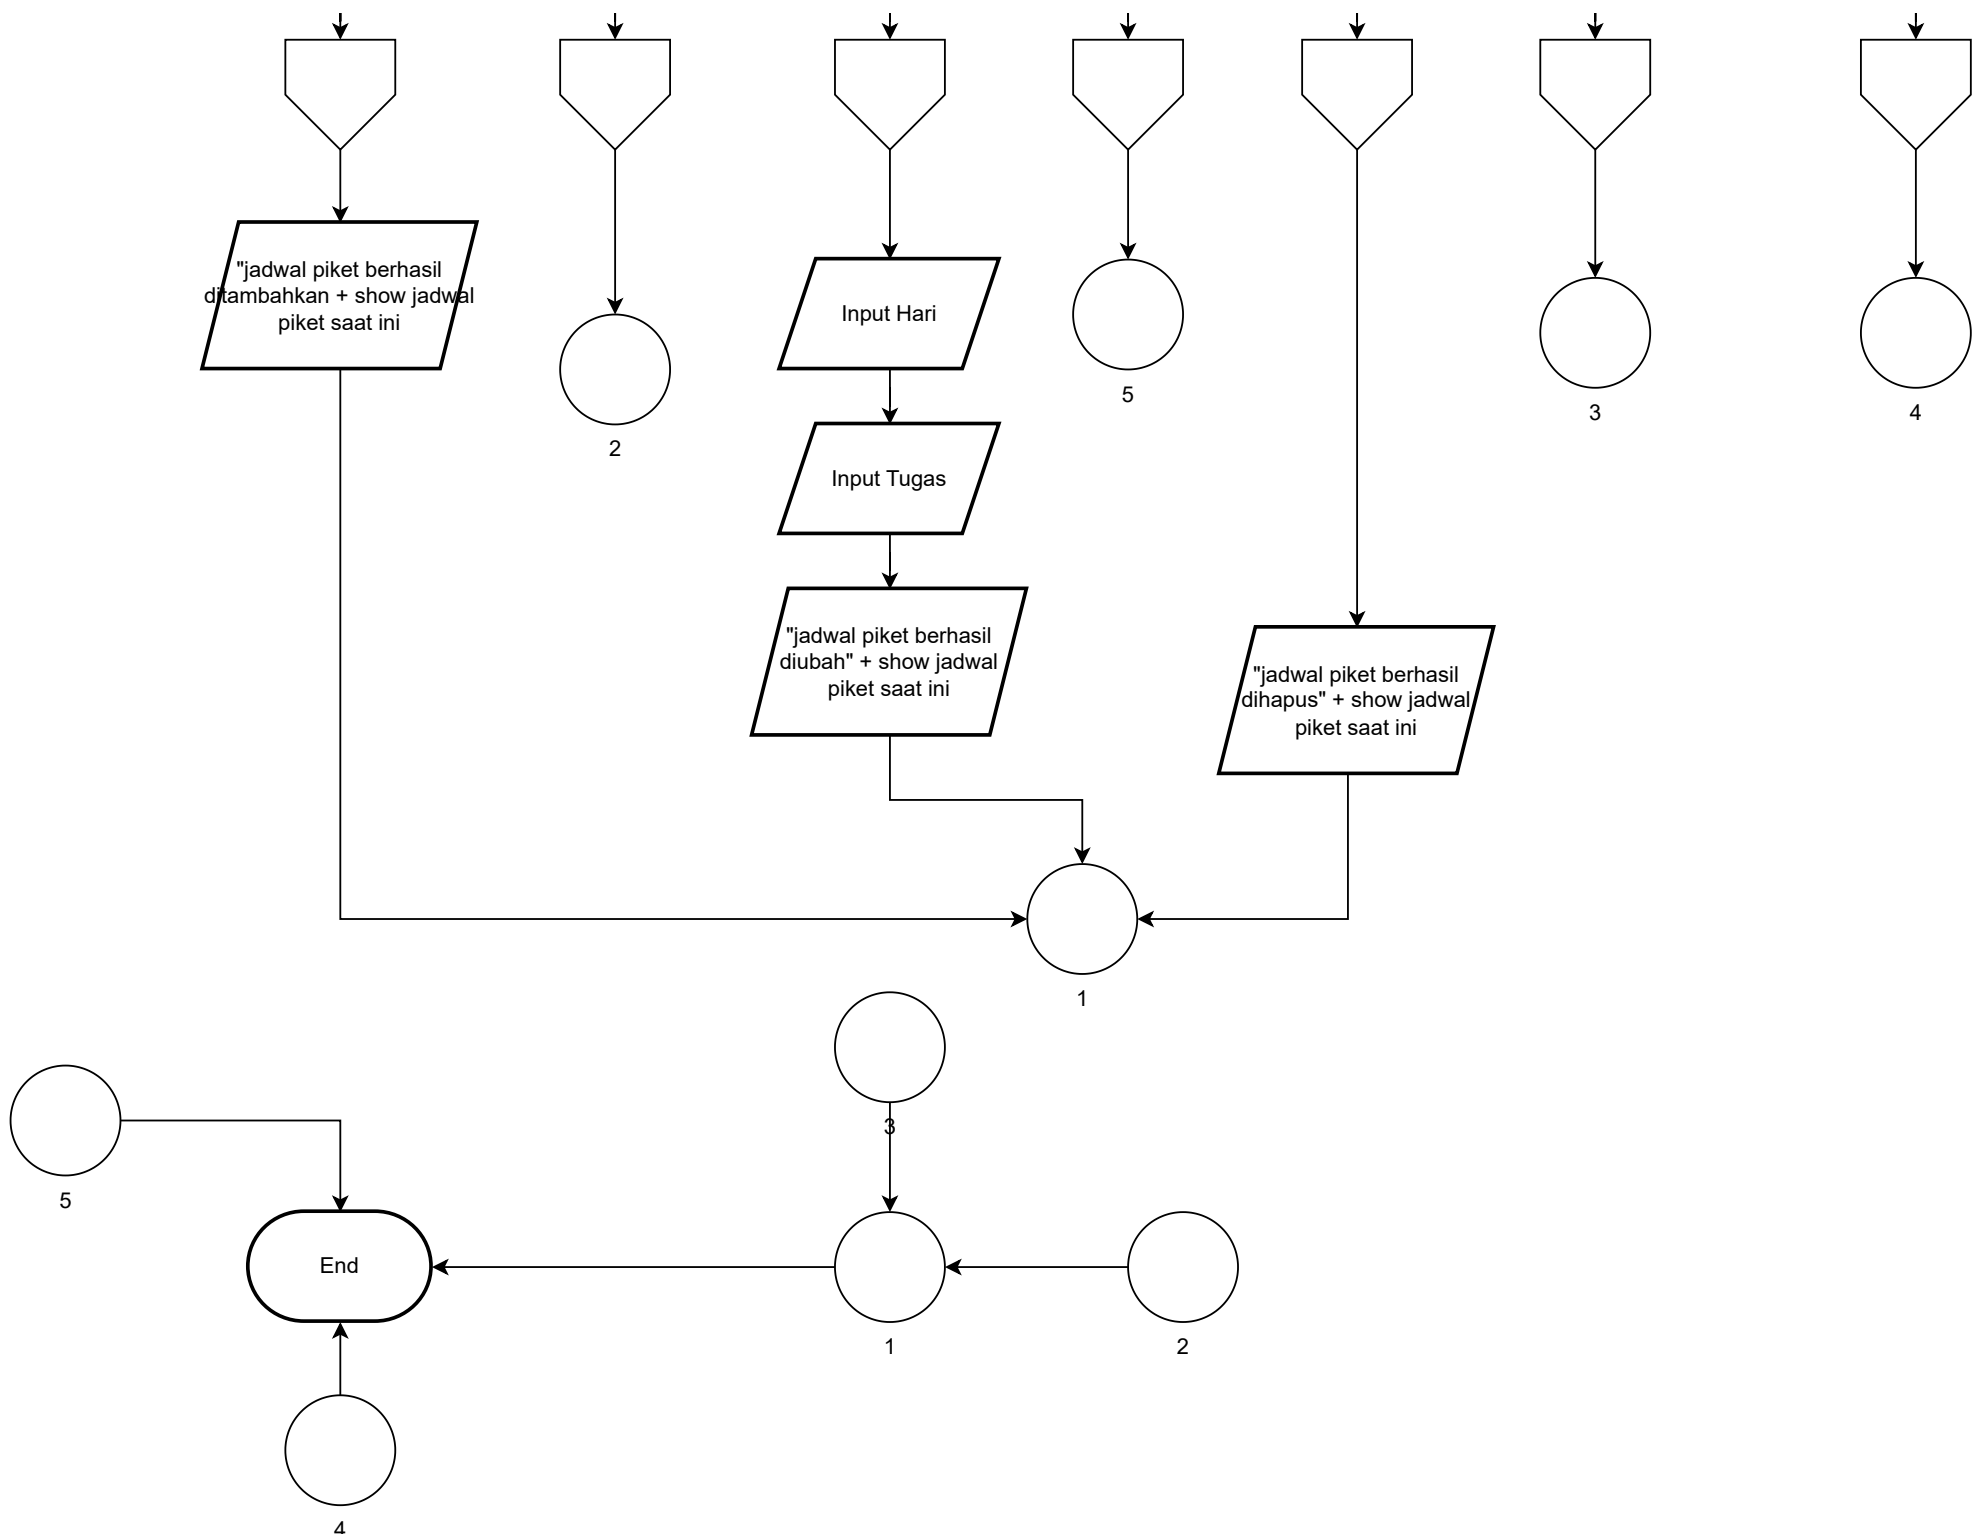 "jadwal piket berhasil
ditambahkan + show jadwal
piket saat ini
2
Input Hari
5
3
4
Input Tugas
"jadwal piket berhasil
diubah" + show jadwal
piket saat ini
"jadwal piket berhasil
dihapus" + show jadwal
piket saat ini
1
3
5
End
1
2
4